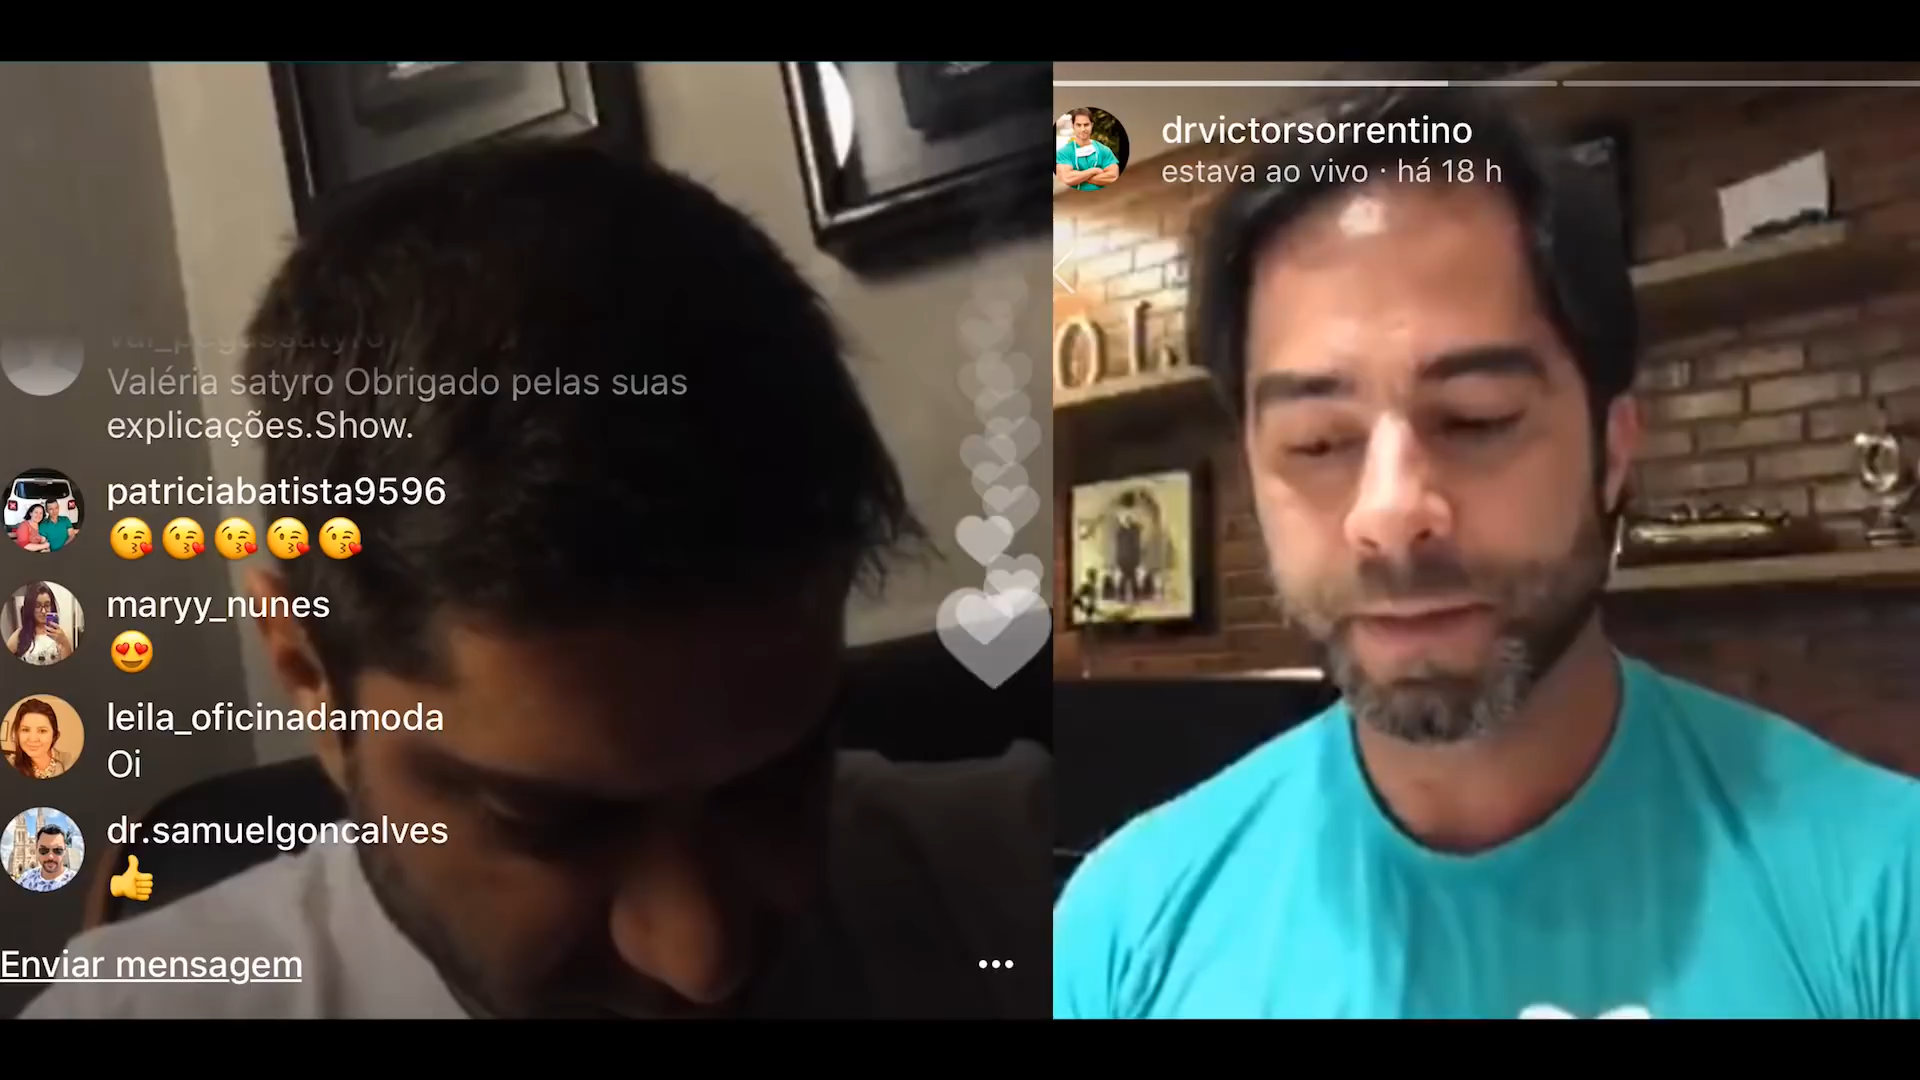 Valéria satyro Obrigado pelas suas
explicações.Show.
patriciabatista9596
maryy_nunes
leila_oficinadamoda
Oi
dr.samuelgoncalves
Enviar mensagem
drvictorsorrentino
estava ao vivo · há 18 h